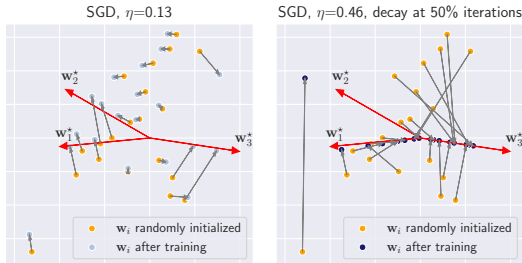 SGD, η=0.13
w₂*
w₁*
w₃*
wᵢ randomly initialized
wᵢ after training
SGD, η=0.46, decay at 50% iterations
w₂*
w₁*
w₃*
wᵢ randomly initialized
wᵢ after training